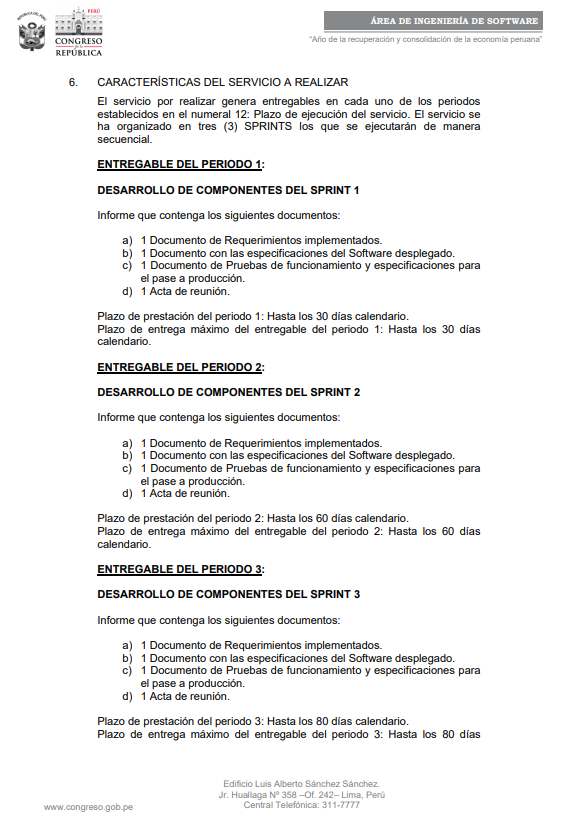 REPÚBLICA DEL PERÚ
PERÚ
CONGRESO
de la
REPÚBLICA
ÁREA DE INGENIERÍA DE SOFTWARE
“Año de la recuperación y consolidación de la economía peruana”
6. CARACTERÍSTICAS DEL SERVICIO A REALIZAR
El servicio por realizar genera entregables en cada uno de los periodos
establecidos en el numeral 12: Plazo de ejecución del servicio. El servicio se
ha organizado en tres (3) SPRINTS los que se ejecutarán de manera
secuencial.
ENTREGABLE DEL PERIODO 1:
DESARROLLO DE COMPONENTES DEL SPRINT 1
Informe que contenga los siguientes documentos:
a) 1 Documento de Requerimientos implementados.
b) 1 Documento con las especificaciones del Software desplegado.
c) 1 Documento de Pruebas de funcionamiento y especificaciones para
el pase a producción.
d) 1 Acta de reunión.
Plazo de prestación del periodo 1: Hasta los 30 días calendario.
Plazo de entrega máximo del entregable del periodo 1: Hasta los 30 días
calendario.
ENTREGABLE DEL PERIODO 2:
DESARROLLO DE COMPONENTES DEL SPRINT 2
Informe que contenga los siguientes documentos:
a) 1 Documento de Requerimientos implementados.
b) 1 Documento con las especificaciones del Software desplegado.
c) 1 Documento de Pruebas de funcionamiento y especificaciones para
el pase a producción.
d) 1 Acta de reunión.
Plazo de prestación del periodo 2: Hasta los 60 días calendario.
Plazo de entrega máximo del entregable del periodo 2: Hasta los 60 días
calendario.
ENTREGABLE DEL PERIODO 3:
DESARROLLO DE COMPONENTES DEL SPRINT 3
Informe que contenga los siguientes documentos:
a) 1 Documento de Requerimientos implementados.
b) 1 Documento con las especificaciones del Software desplegado.
c) 1 Documento de Pruebas de funcionamiento y especificaciones para
el pase a producción.
d) 1 Acta de reunión.
Plazo de prestación del periodo 3: Hasta los 80 días calendario.
Plazo de entrega máximo del entregable del periodo 3: Hasta los 80 días
Edificio Luis Alberto Sánchez Sánchez.
Jr. Huallaga Nº 358 –Of. 242– Lima, Perú
Central Telefónica: 311-7777
www.congreso.gob.pe